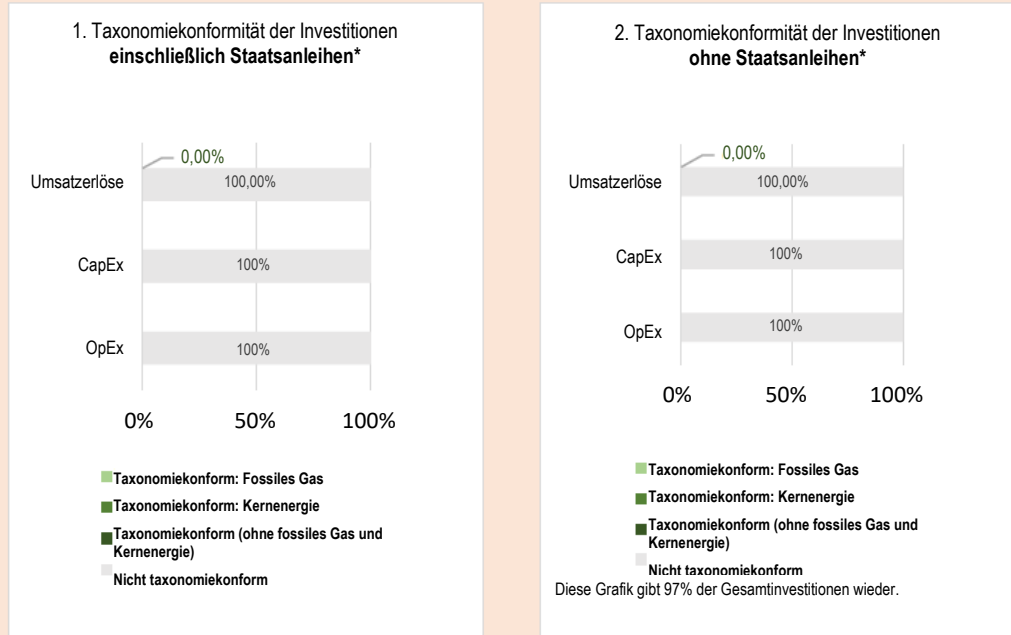 1. Taxonomiekonformität der Investitionen
einschließlich Staatsanleihen*
0,00%
Umsatzerlöse
100,00%
CapEx
100%
OpEx
100%
0%
50%
100%
Taxonomiekonform: Fossiles Gas
Taxonomiekonform: Kernenergie
Taxonomiekonform (ohne fossiles Gas und
Kernenergie)
Nicht taxonomiekonform
2. Taxonomiekonformität der Investitionen
ohne Staatsanleihen*
0,00%
Umsatzerlöse
100,00%
CapEx
100%
OpEx
100%
0%
50%
100%
Taxonomiekonform: Fossiles Gas
Taxonomiekonform: Kernenergie
Taxonomiekonform (ohne fossiles Gas und
Kernenergie)
Nicht taxonomiekonform
Diese Grafik gibt 97% der Gesamtinvestitionen wieder.